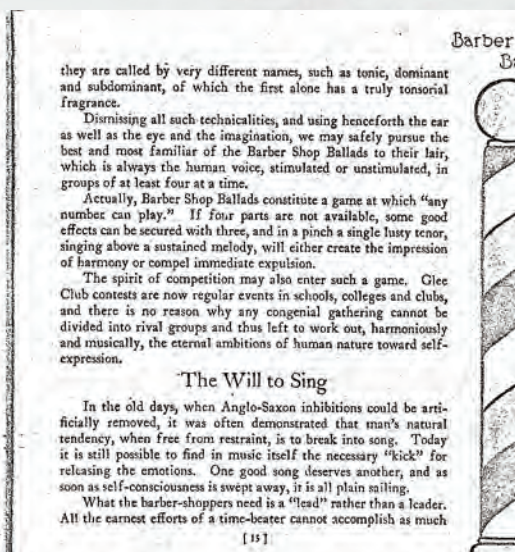 Barber
they are called by very different names, such as tonic, dominant
and subdominant, of which the first alone has a truly tonsorial
fragrance.
Dismissing all such technicalities, and using henceforth the ear
as well as the eye and the imagination, we may safely pursue the
best and most familiar of the Barber Shop Ballads to their lair,
which is always the human voice, stimulated or unstimulated, in
groups of at least four at a time.
Actually, Barber Shop Ballads constitute a game at which “any
number can play.” If four parts are not available, some good
effects can be secured with three, and in a pinch a single lusty tenor,
singing above a sustained melody, will either create the impression
of harmony or compel immediate expulsion.
The spirit of competition may also enter such a game. Glee
Club contests are now regular events in schools, colleges and clubs,
and there is no reason why any congenial gathering cannot be
divided into rival groups and thus left to work out, harmoniously
and musically, the eternal ambitions of human nature toward self-
expression.
The Will to Sing
In the old days, when Anglo-Saxon inhibitions could be arti-
ficially removed, it was often demonstrated that man’s natural
tendency, when free from restraint, is to break into song. Today
it is still possible to find in music itself the necessary “kick” for
releasing the emotions. One good song deserves another, and as
soon as self-consciousness is swept away, it is all plain sailing.
What the barber-shoppers need is a “lead” rather than a leader.
All the earnest efforts of a time-beater cannot accomplish as much
[15]